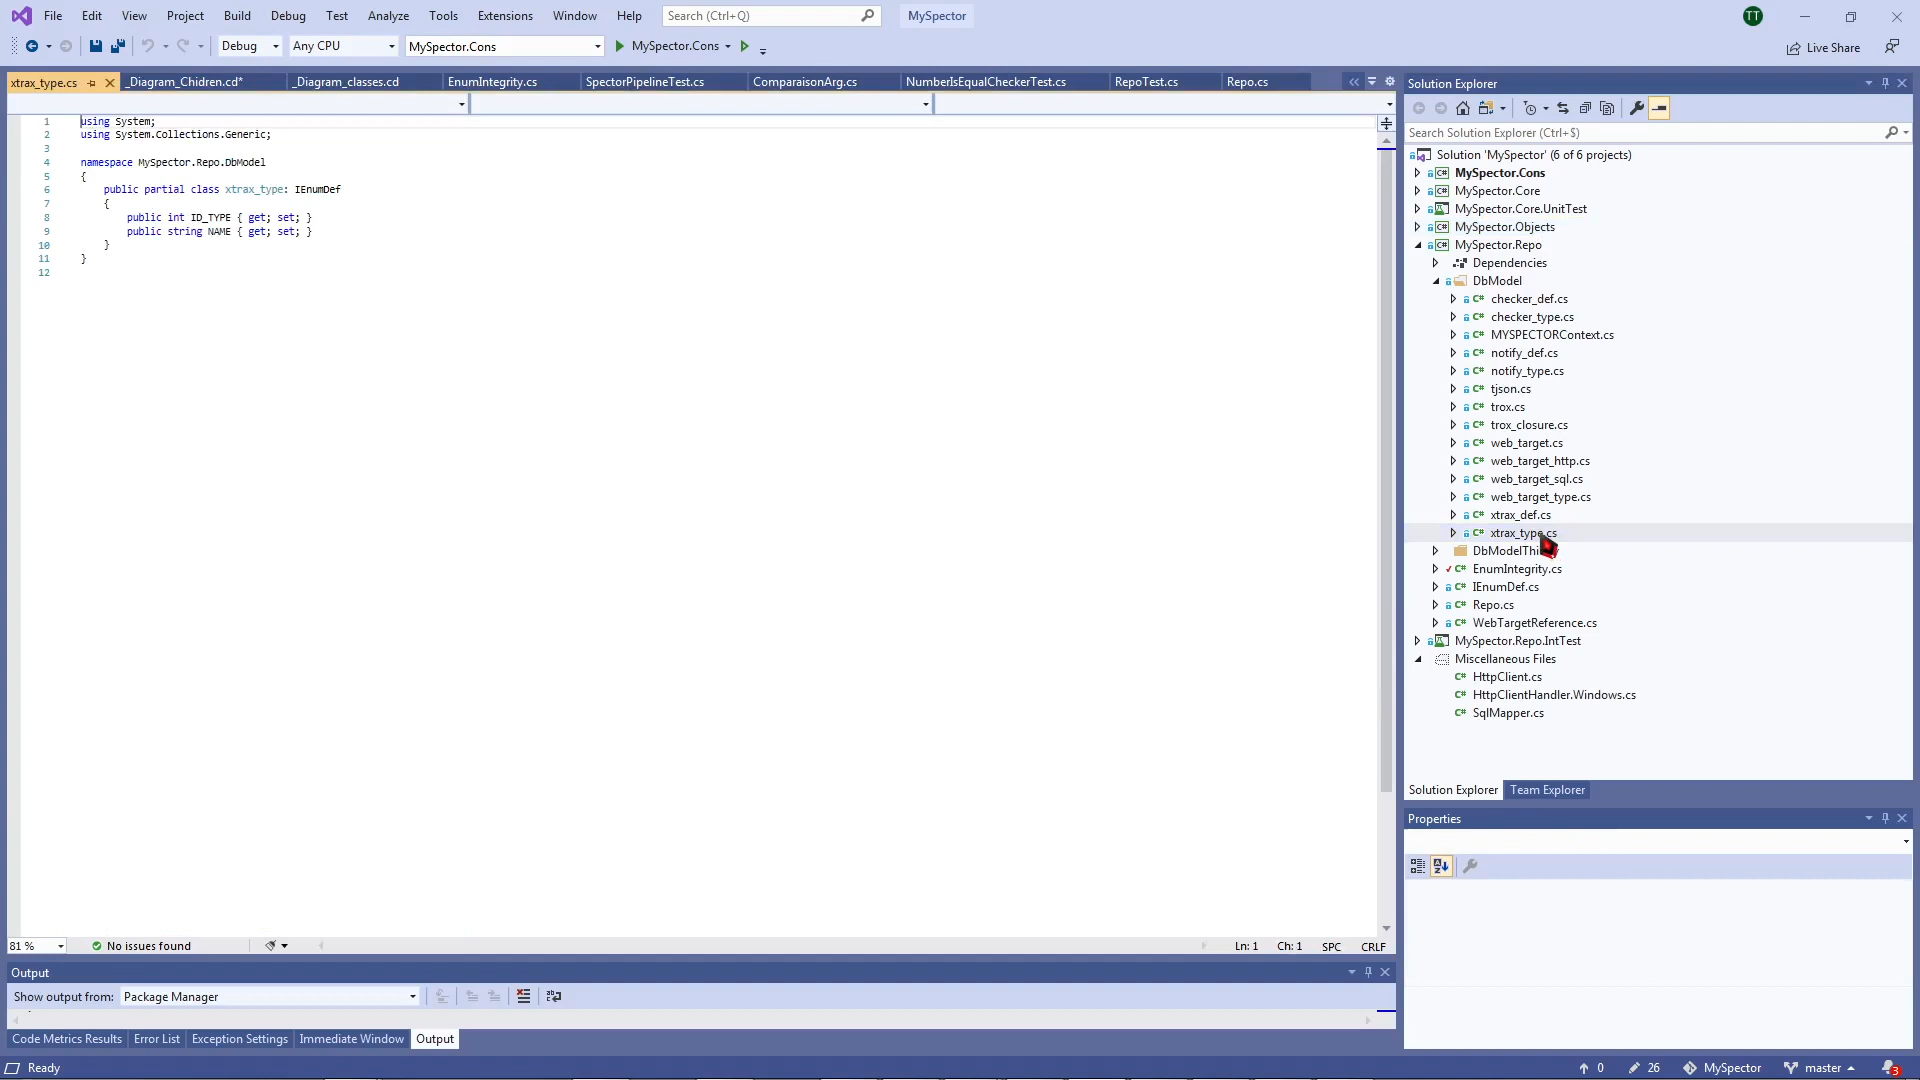 File Edit View Project Build Debug Test Analyze Tools Extensions Window Help Search (Ctrl+Q) MySpector TT
Debug Any CPU MySpector.Cons MySpector.Cons Live Share
xtrax_type.cs _Diagram_Chidren.cd* _Diagram_classes.cd EnumIntegrity.cs SpectorPipelineTest.cs ComparaisonArg.cs NumberIsEqualCheckerTest.cs RepoTest.cs Repo.cs
1 using System;
2 using System.Collections.Generic;
3
4 namespace MySpector.Repo.DbModel
5 {
6 public partial class xtrax_type: IEnumDef
7 {
8 public int ID_TYPE { get; set; }
9 public string NAME { get; set; }
10 }
11 }
12
81 % No issues found Ln: 1 Ch: 1 SPC CRLF
Output
Show output from: Package Manager
Code Metrics Results Error List Exception Settings Immediate Window Output
Solution Explorer
Search Solution Explorer (Ctrl+$)
Solution 'MySpector' (6 of 6 projects)
MySpector.Cons
MySpector.Core
MySpector.Core.UnitTest
MySpector.Objects
MySpector.Repo
Dependencies
DbModel
checker_def.cs
checker_type.cs
MYSPECTORContext.cs
notify_def.cs
notify_type.cs
tjson.cs
trox.cs
trox_closure.cs
web_target.cs
web_target_http.cs
web_target_sql.cs
web_target_type.cs
xtrax_def.cs
xtrax_type.cs
DbModelThi
EnumIntegrity.cs
IEnumDef.cs
Repo.cs
WebTargetReference.cs
MySpector.Repo.IntTest
Miscellaneous Files
HttpClient.cs
HttpClientHandler.Windows.cs
SqlMapper.cs
Solution Explorer Team Explorer
Properties
Ready 0 26 MySpector master 3